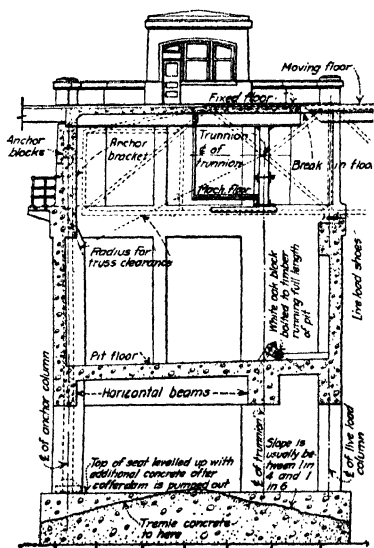 Moving floor
Fixed floor
Anchor
blocks
Anchor
bracket
Trunnion
℄ of
trunnion
Mach. floor
Break in floor
Radius for
truss clearance
White oak block
bolted to timber
running full length
of pit
Live load shoes
Pit floor
Horizontal beams
℄ of anchor column
℄ of trunnion
Slope is
usually be-
tween 1 in
4 and 1
in 6
℄ of live load
column
Top of seat levelled up with
additional concrete after
cofferdam is pumped out
Tremie concrete
to here